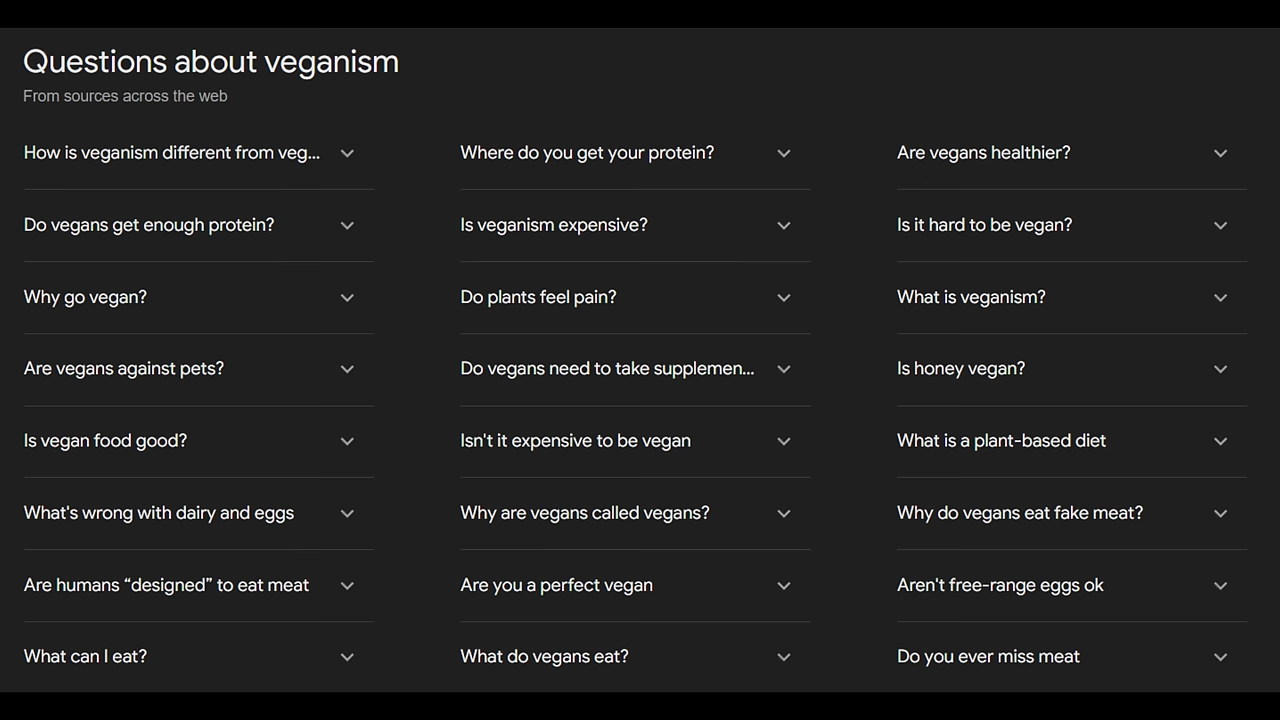 Questions about veganism
From sources across the web
How is veganism different from veg...
Where do you get your protein?
Are vegans healthier?
Do vegans get enough protein?
Is veganism expensive?
Is it hard to be vegan?
Why go vegan?
Do plants feel pain?
What is veganism?
Are vegans against pets?
Do vegans need to take supplemen...
Is honey vegan?
Is vegan food good?
Isn't it expensive to be vegan
What is a plant-based diet
What's wrong with dairy and eggs
Why are vegans called vegans?
Why do vegans eat fake meat?
Are humans “designed” to eat meat
Are you a perfect vegan
Aren't free-range eggs ok
What can I eat?
What do vegans eat?
Do you ever miss meat